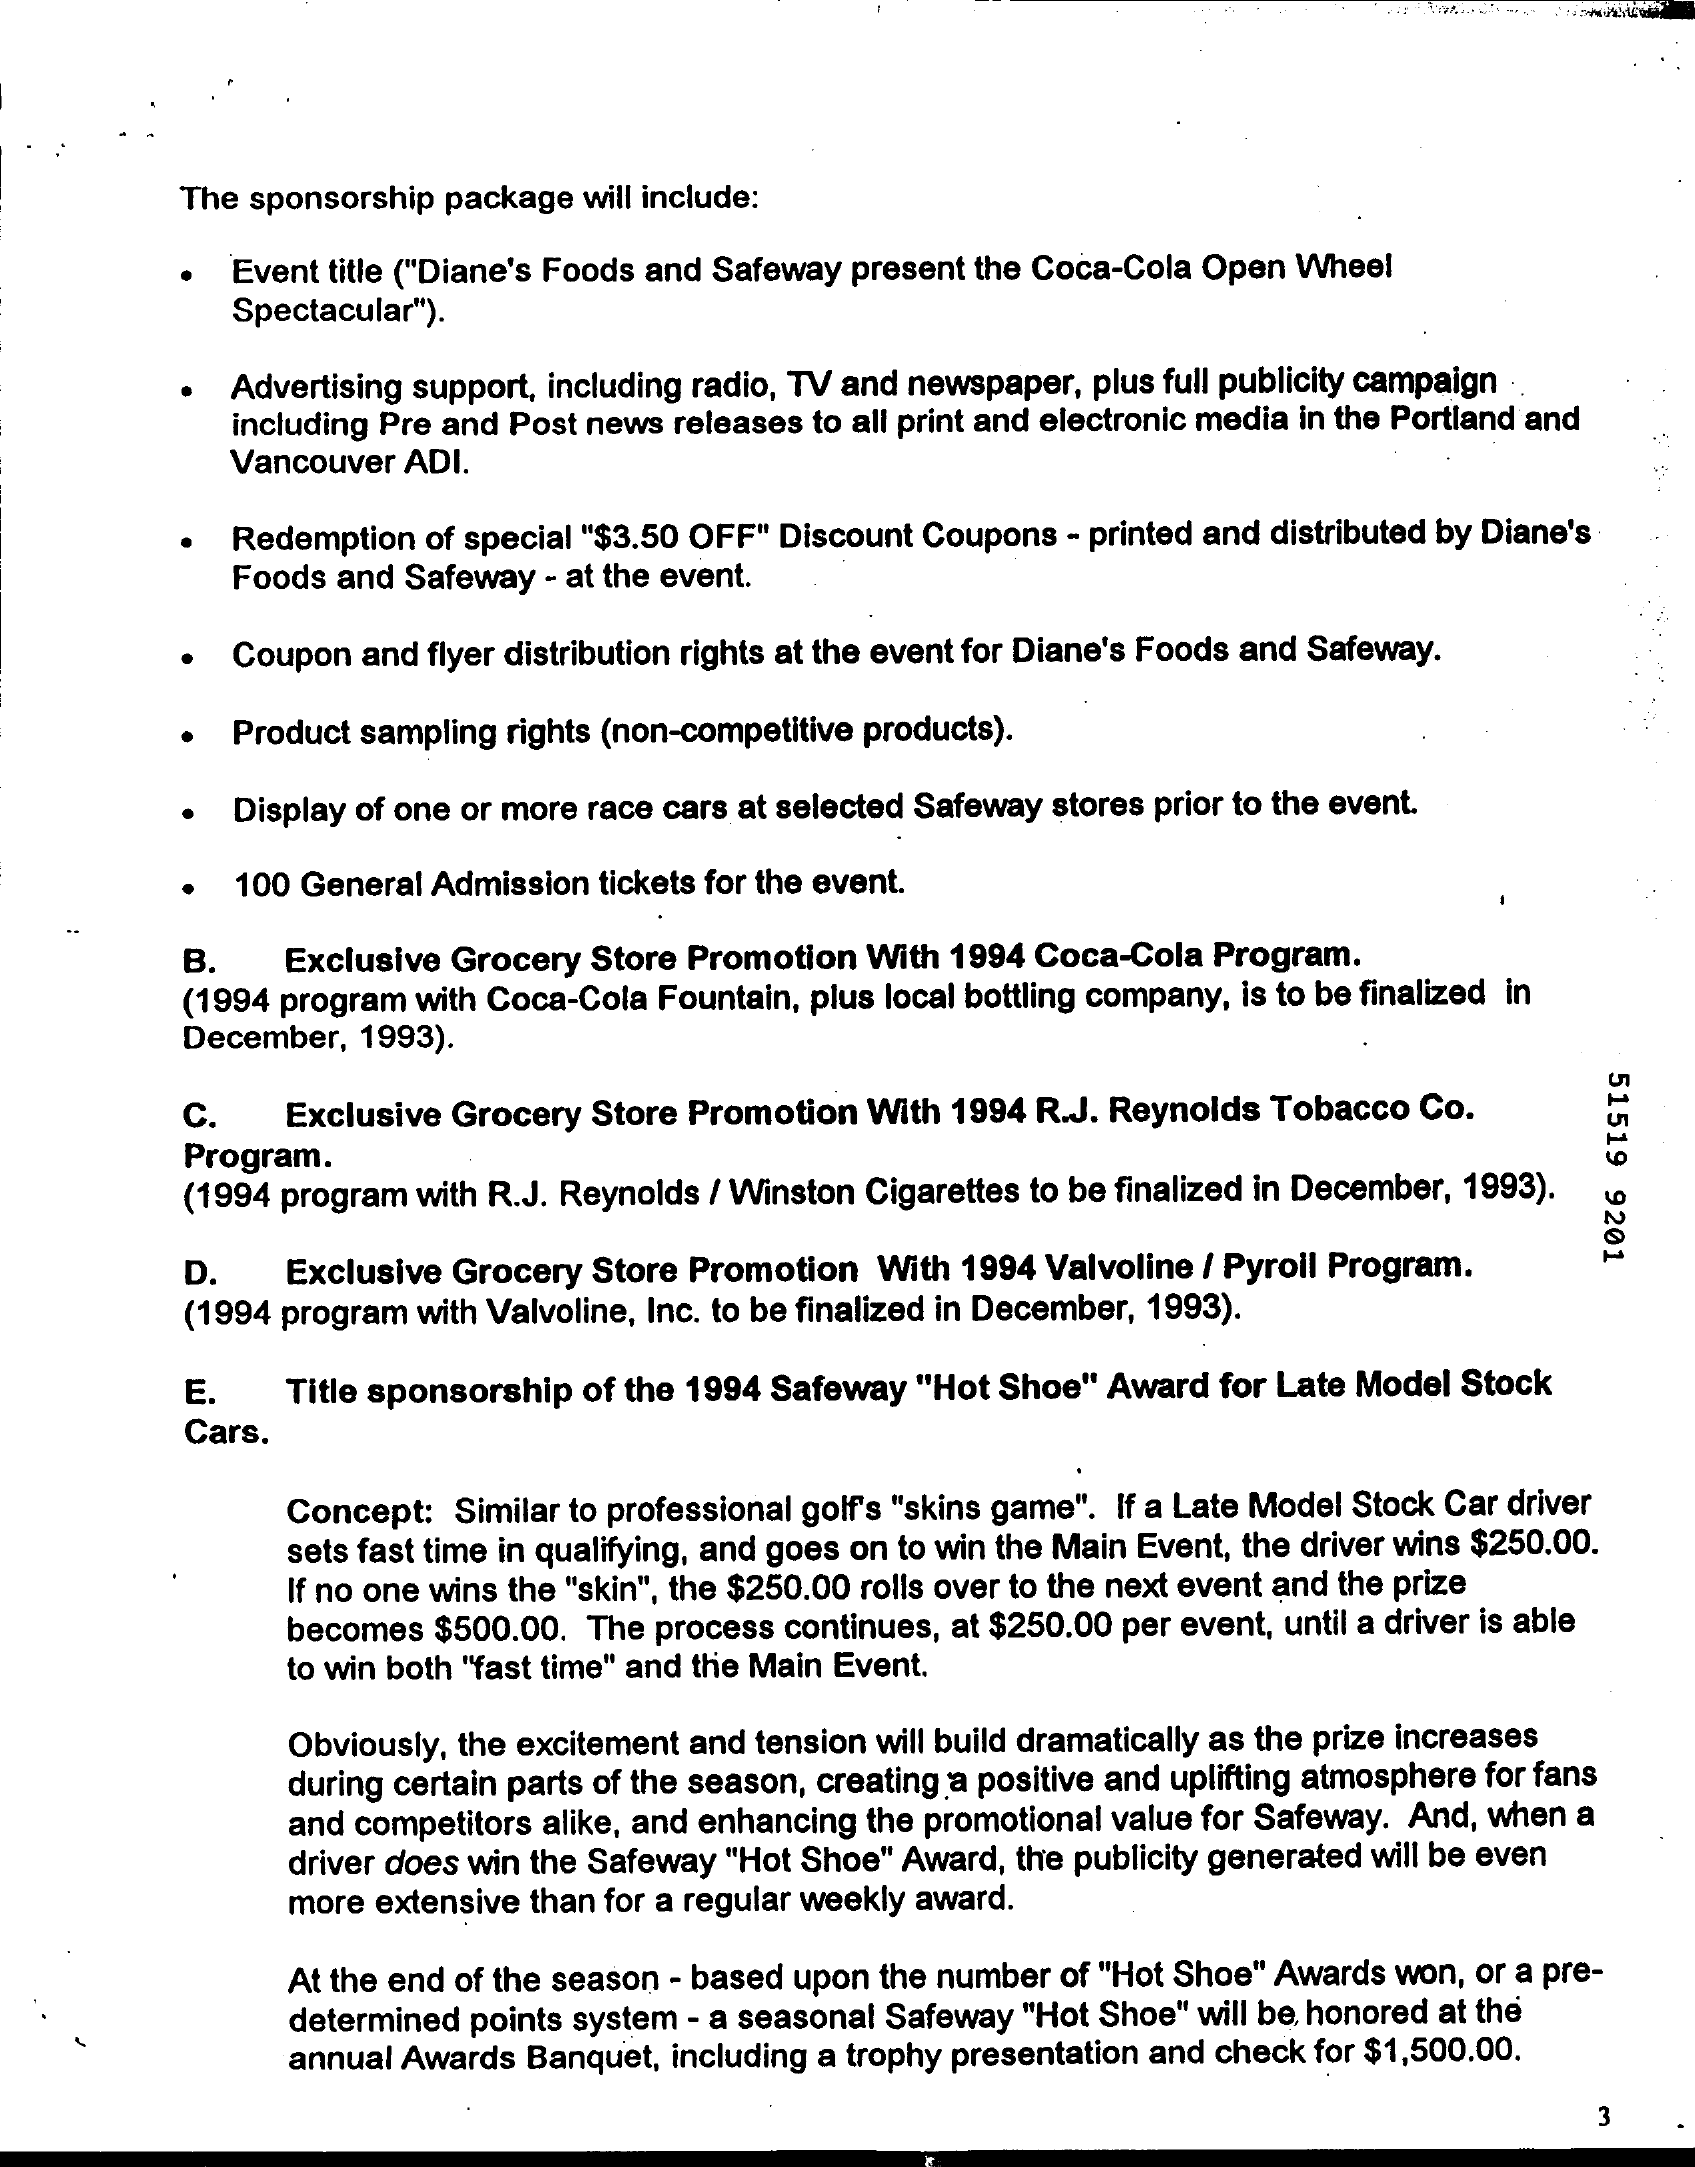 The sponsorship package will include:
• Event title ("Diane's Foods and Safeway present the Coca-Cola Open Wheel
Spectacular").
• Advertising support, including radio, TV and newspaper, plus full publicity campaign
including Pre and Post news releases to all print and electronic media in the Portland and
Vancouver ADI.
• Redemption of special "$3.50 OFF" Discount Coupons - printed and distributed by Diane's
Foods and Safeway - at the event.
• Coupon and flyer distribution rights at the event for Diane's Foods and Safeway.
• Product sampling rights (non-competitive products).
• Display of one or more race cars at selected Safeway stores prior to the event.
• 100 General Admission tickets for the event.
B. Exclusive Grocery Store Promotion With 1994 Coca-Cola Program.
(1994 program with Coca-Cola Fountain, plus local bottling company, is to be finalized in
December, 1993).
C. Exclusive Grocery Store Promotion With 1994 R.J. Reynolds Tobacco Co.
Program.
(1994 program with R.J. Reynolds / Winston Cigarettes to be finalized in December, 1993).
D. Exclusive Grocery Store Promotion With 1994 Valvoline / Pyroil Program.
(1994 program with Valvoline, Inc. to be finalized in December, 1993).
E. Title sponsorship of the 1994 Safeway "Hot Shoe" Award for Late Model Stock
Cars.
Concept: Similar to professional golf's "skins game". If a Late Model Stock Car driver
sets fast time in qualifying, and goes on to win the Main Event, the driver wins $250.00.
If no one wins the "skin", the $250.00 rolls over to the next event and the prize
becomes $500.00. The process continues, at $250.00 per event, until a driver is able
to win both "fast time" and the Main Event.
Obviously, the excitement and tension will build dramatically as the prize increases
during certain parts of the season, creating a positive and uplifting atmosphere for fans
and competitors alike, and enhancing the promotional value for Safeway. And, when a
driver does win the Safeway "Hot Shoe" Award, the publicity generated will be even
more extensive than for a regular weekly award.
At the end of the season - based upon the number of "Hot Shoe" Awards won, or a pre-
determined points system - a seasonal Safeway "Hot Shoe" will be honored at the
annual Awards Banquet, including a trophy presentation and check for $1,500.00.
51519 9201
3